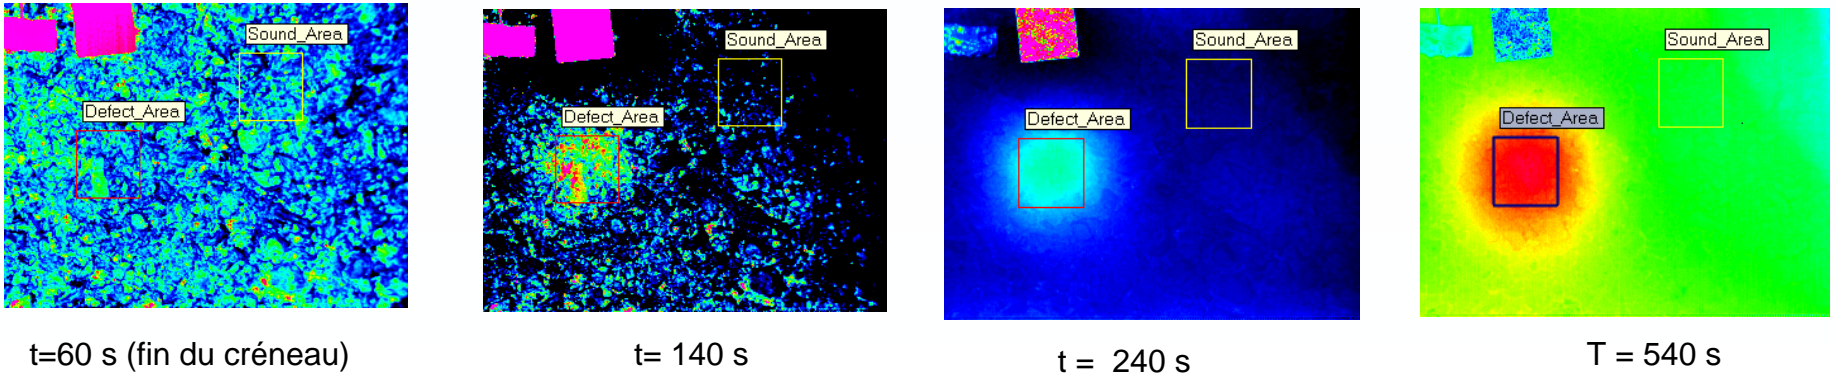 Sound_Area
Defect_Area
Sound_Area
Defect_Area
Sound_Area
Defect_Area
Sound_Area
Defect_Area
t=60 s (fin du créneau)
t= 140 s
t = 240 s
T = 540 s